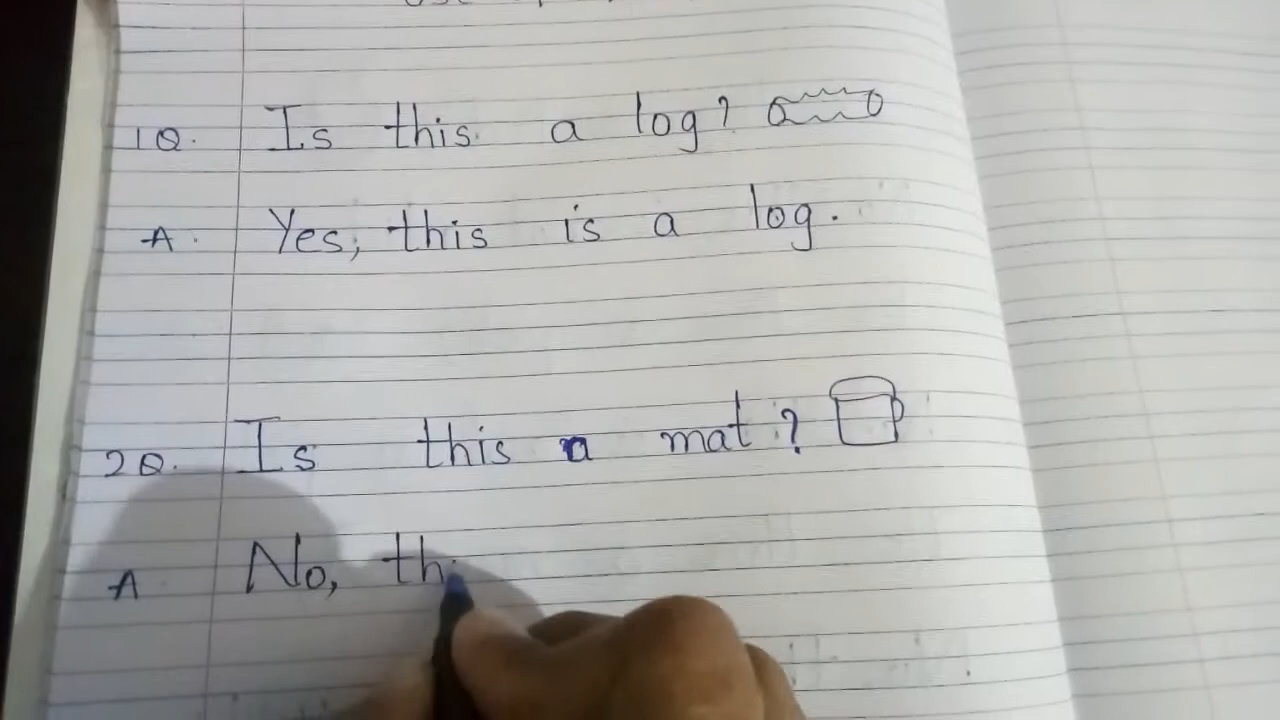 1Q. Is this a log?
A. Yes, this is a log.
2Q. Is this a mat?
A No, th